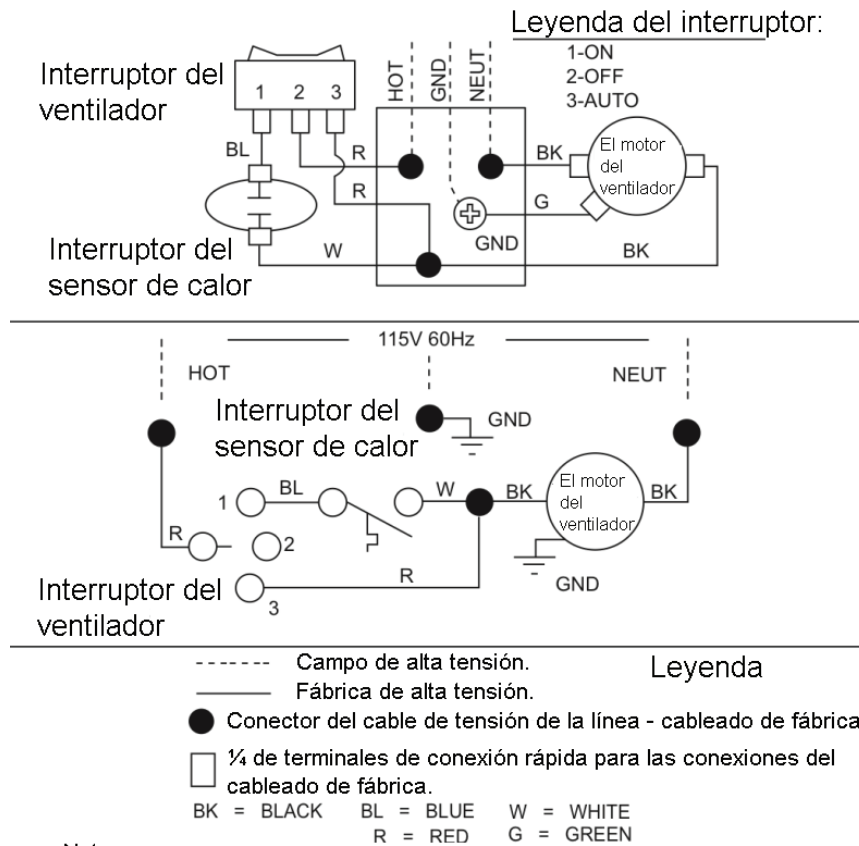 Leyenda del interruptor:
1-ON
2-OFF
3-AUTO
Interruptor del
ventilador
1 2 3
HOT
GND
NEUT
BL
R
R
BK
El motor
del
ventilador
G
GND
W
BK
Interruptor del
sensor de calor
115V 60Hz
HOT
NEUT
Interruptor del
sensor de calor
GND
1
BL
W
BK
El motor
del
ventilador
BK
R
2
R
GND
Interruptor del
ventilador
3
Leyenda
Campo de alta tensión.
Fábrica de alta tensión.
Conector del cable de tensión de la línea - cableado de fábrica
¼ de terminales de conexión rápida para las conexiones del
cableado de fábrica.
BK = BLACK BL = BLUE W = WHITE
R = RED G = GREEN